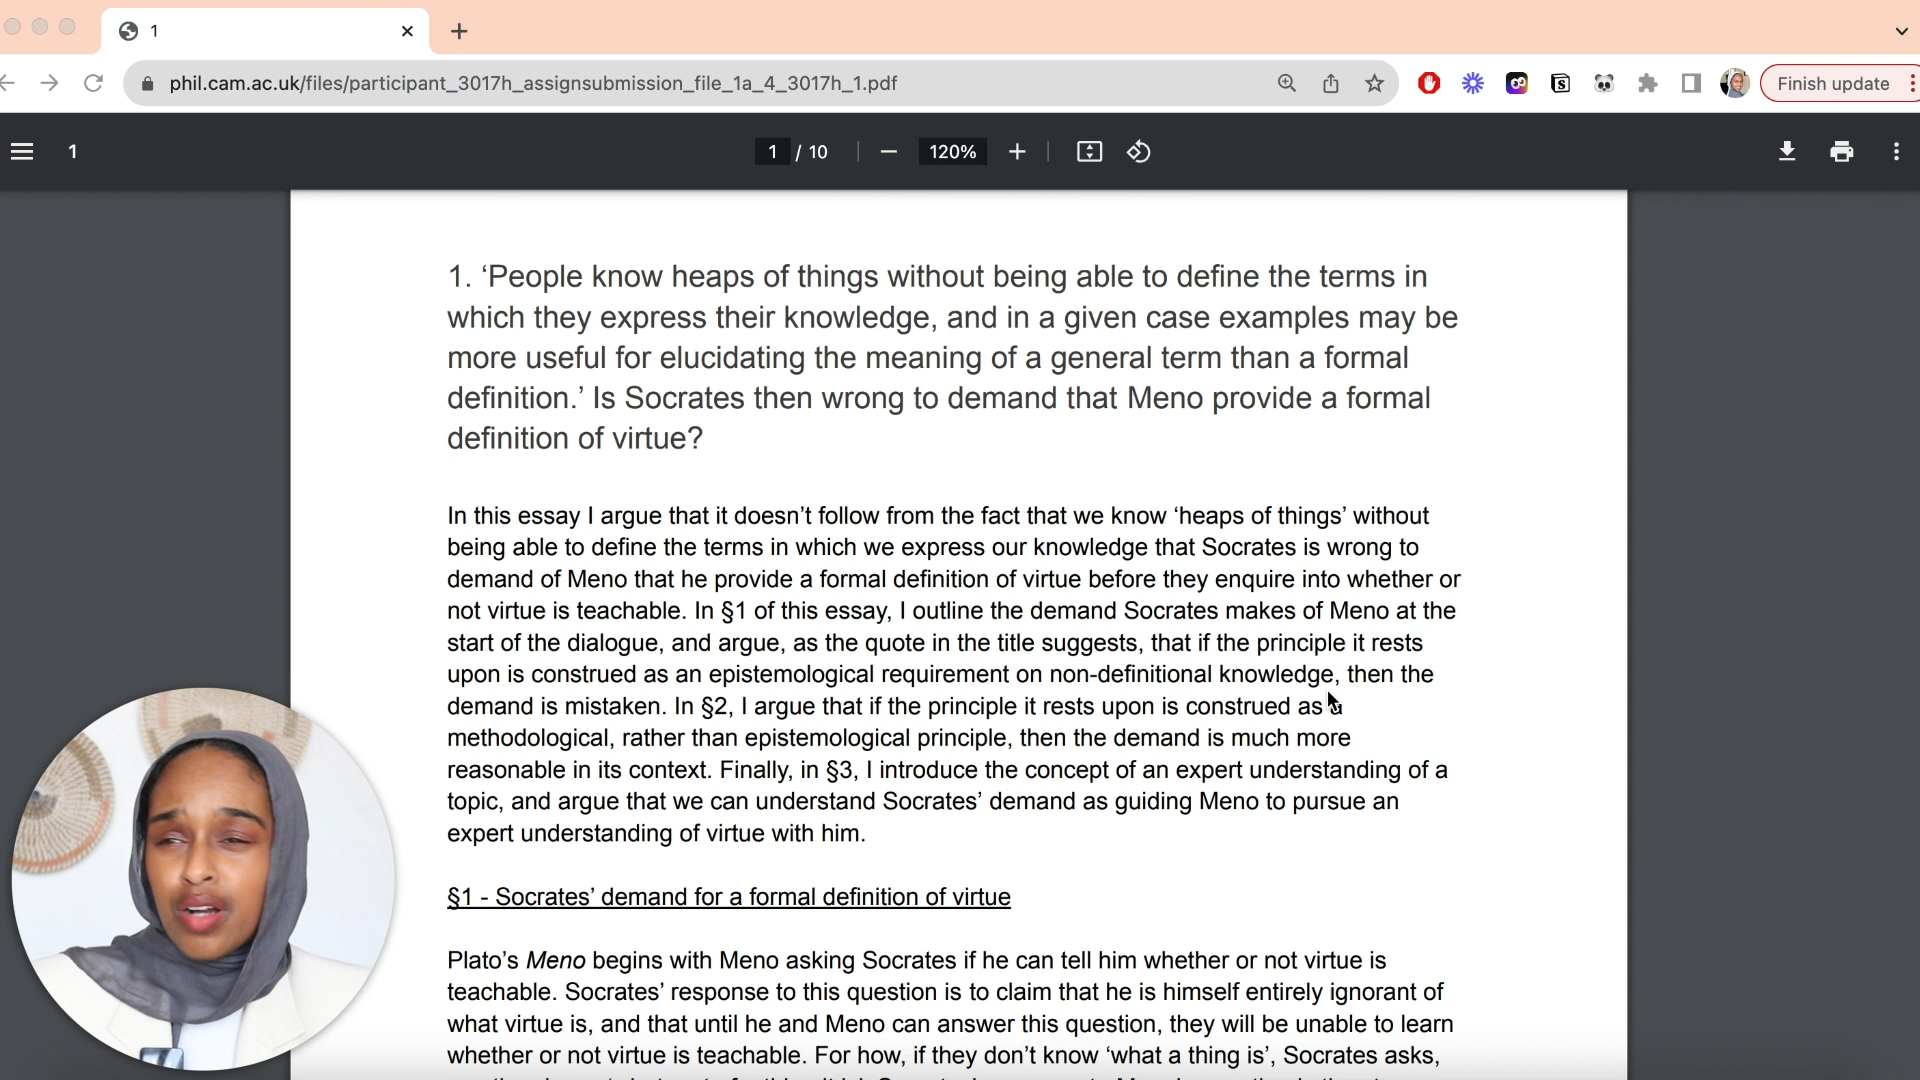 1
phil.cam.ac.uk/files/participant_3017h_assignsubmission_file_1a_4_3017h_1.pdf
Finish update
1
1 / 10
120%
1. ‘People know heaps of things without being able to define the terms in
which they express their knowledge, and in a given case examples may be
more useful for elucidating the meaning of a general term than a formal
definition.’ Is Socrates then wrong to demand that Meno provide a formal
definition of virtue?
In this essay I argue that it doesn’t follow from the fact that we know ‘heaps of things’ without
being able to define the terms in which we express our knowledge that Socrates is wrong to
demand of Meno that he provide a formal definition of virtue before they enquire into whether or
not virtue is teachable. In §1 of this essay, I outline the demand Socrates makes of Meno at the
start of the dialogue, and argue, as the quote in the title suggests, that if the principle it rests
upon is construed as an epistemological requirement on non-definitional knowledge, then the
demand is mistaken. In §2, I argue that if the principle it rests upon is construed as a
methodological, rather than epistemological principle, then the demand is much more
reasonable in its context. Finally, in §3, I introduce the concept of an expert understanding of a
topic, and argue that we can understand Socrates’ demand as guiding Meno to pursue an
expert understanding of virtue with him.
§1 - Socrates’ demand for a formal definition of virtue
Plato’s Meno begins with Meno asking Socrates if he can tell him whether or not virtue is
teachable. Socrates’ response to this question is to claim that he is himself entirely ignorant of
what virtue is, and that until he and Meno can answer this question, they will be unable to learn
whether or not virtue is teachable. For how, if they don’t know ‘what a thing is’, Socrates asks,